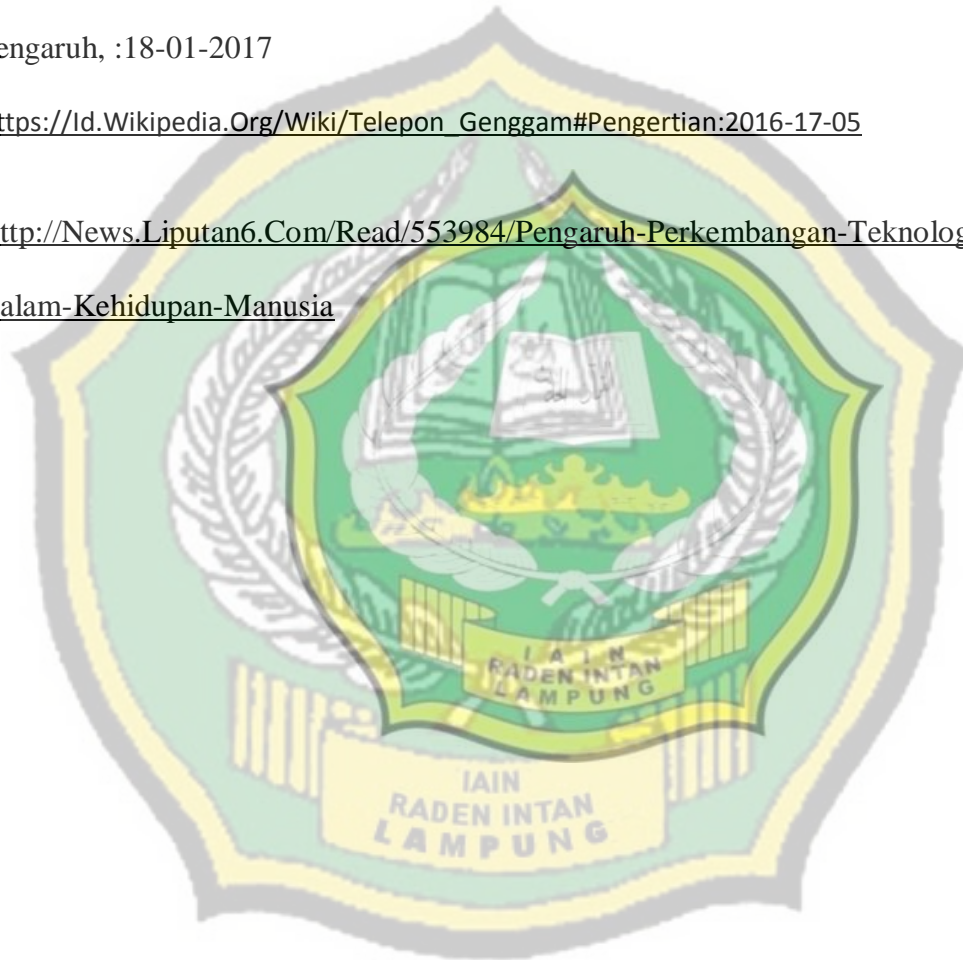 engaruh, :18-01-2017
ttps://Id.Wikipedia.Org/Wiki/Telepon_Genggam#Pengertian:2016-17-05
ttp://News.Liputan6.Com/Read/553984/Pengaruh-Perkembangan-Teknolog
alam-Kehidupan-Manusia
I A I N
RADEN INTAN
LAMPUNG
IAIN
RADEN INTAN
LAMPUNG